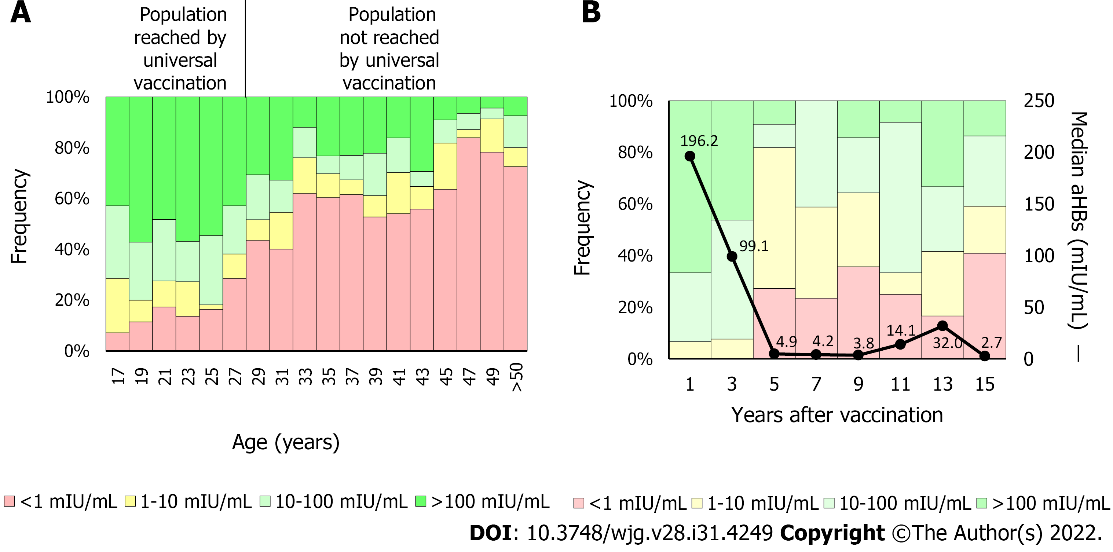 A
Population
reached by
universal
vaccination
Population
not reached
by universal
vaccination
Frequency
100%
80%
60%
40%
20%
0%
17
19
21
23
25
27
29
31
33
35
37
39
41
43
45
47
49
>50
Age (years)
<1 mIU/mL 1-10 mIU/mL 10-100 mIU/mL >100 mIU/mL
B
Frequency
100%
80%
60%
40%
20%
0%
196.2
99.1
4.9
4.2
3.8
14.1
32.0
2.7
250
200
150
100
50
0
Median aHBs (mIU/mL) —
1 3 5 7 9 11 13 15
Years after vaccination
<1 mIU/mL 1-10 mIU/mL 10-100 mIU/mL >100 mIU/mL
DOI: 10.3748/wjg.v28.i31.4249 Copyright ©The Author(s) 2022.